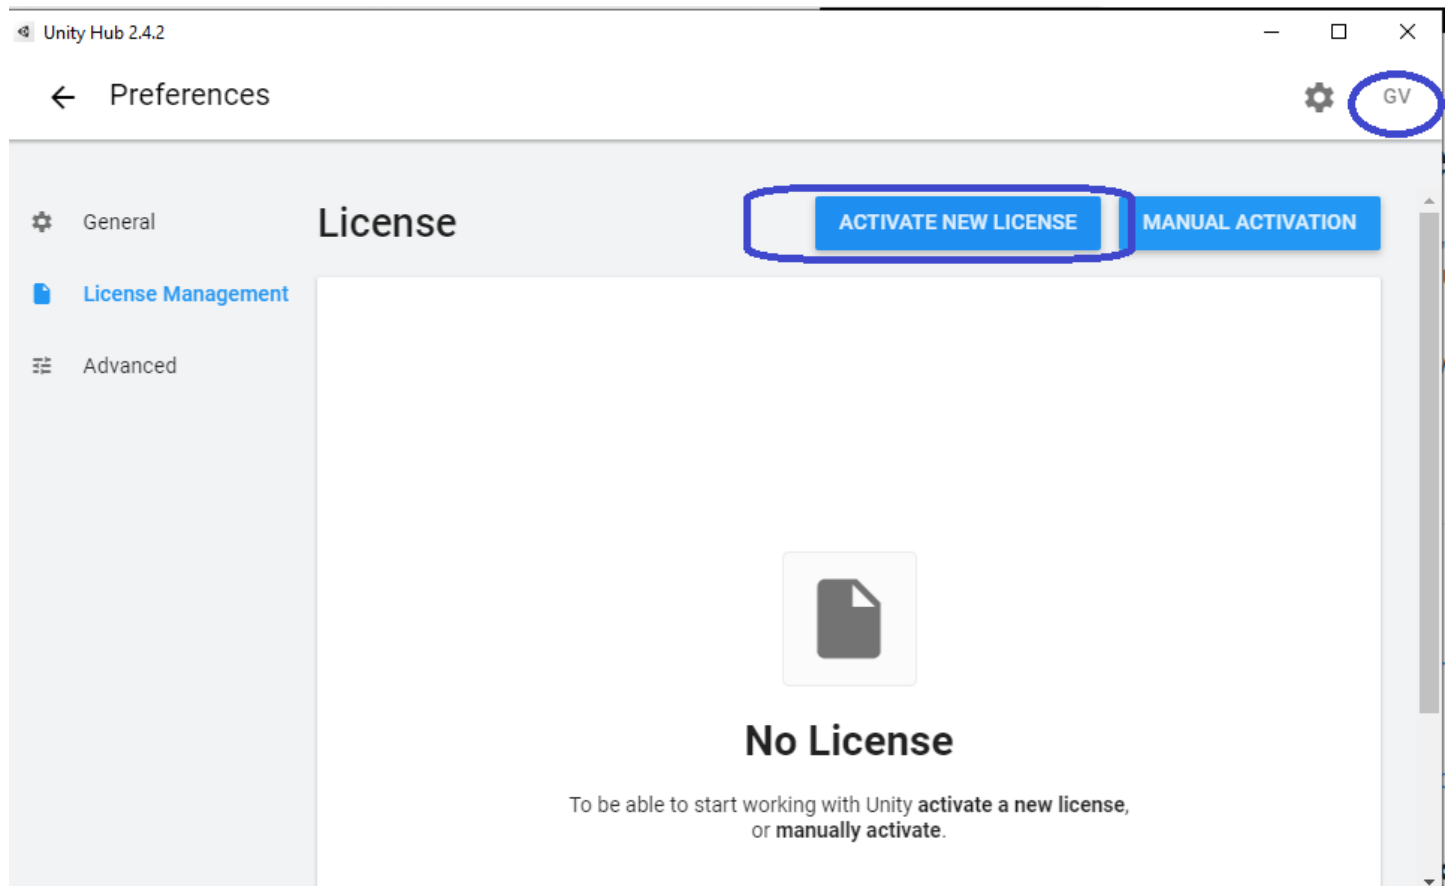 Unity Hub 2.4.2
Preferences
GV
General
License
ACTIVATE NEW LICENSE
MANUAL ACTIVATION
License Management
Advanced
No License
To be able to start working with Unity activate a new license,
or manually activate.